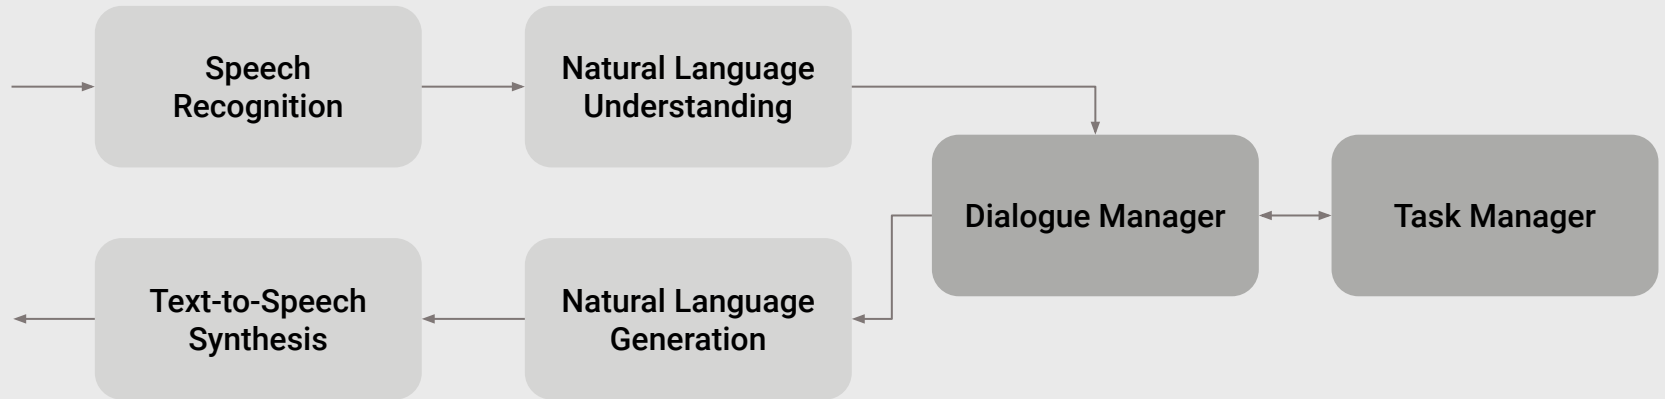 Speech
Recognition
Natural Language
Understanding
Dialogue Manager
Task Manager
Text-to-Speech
Synthesis
Natural Language
Generation